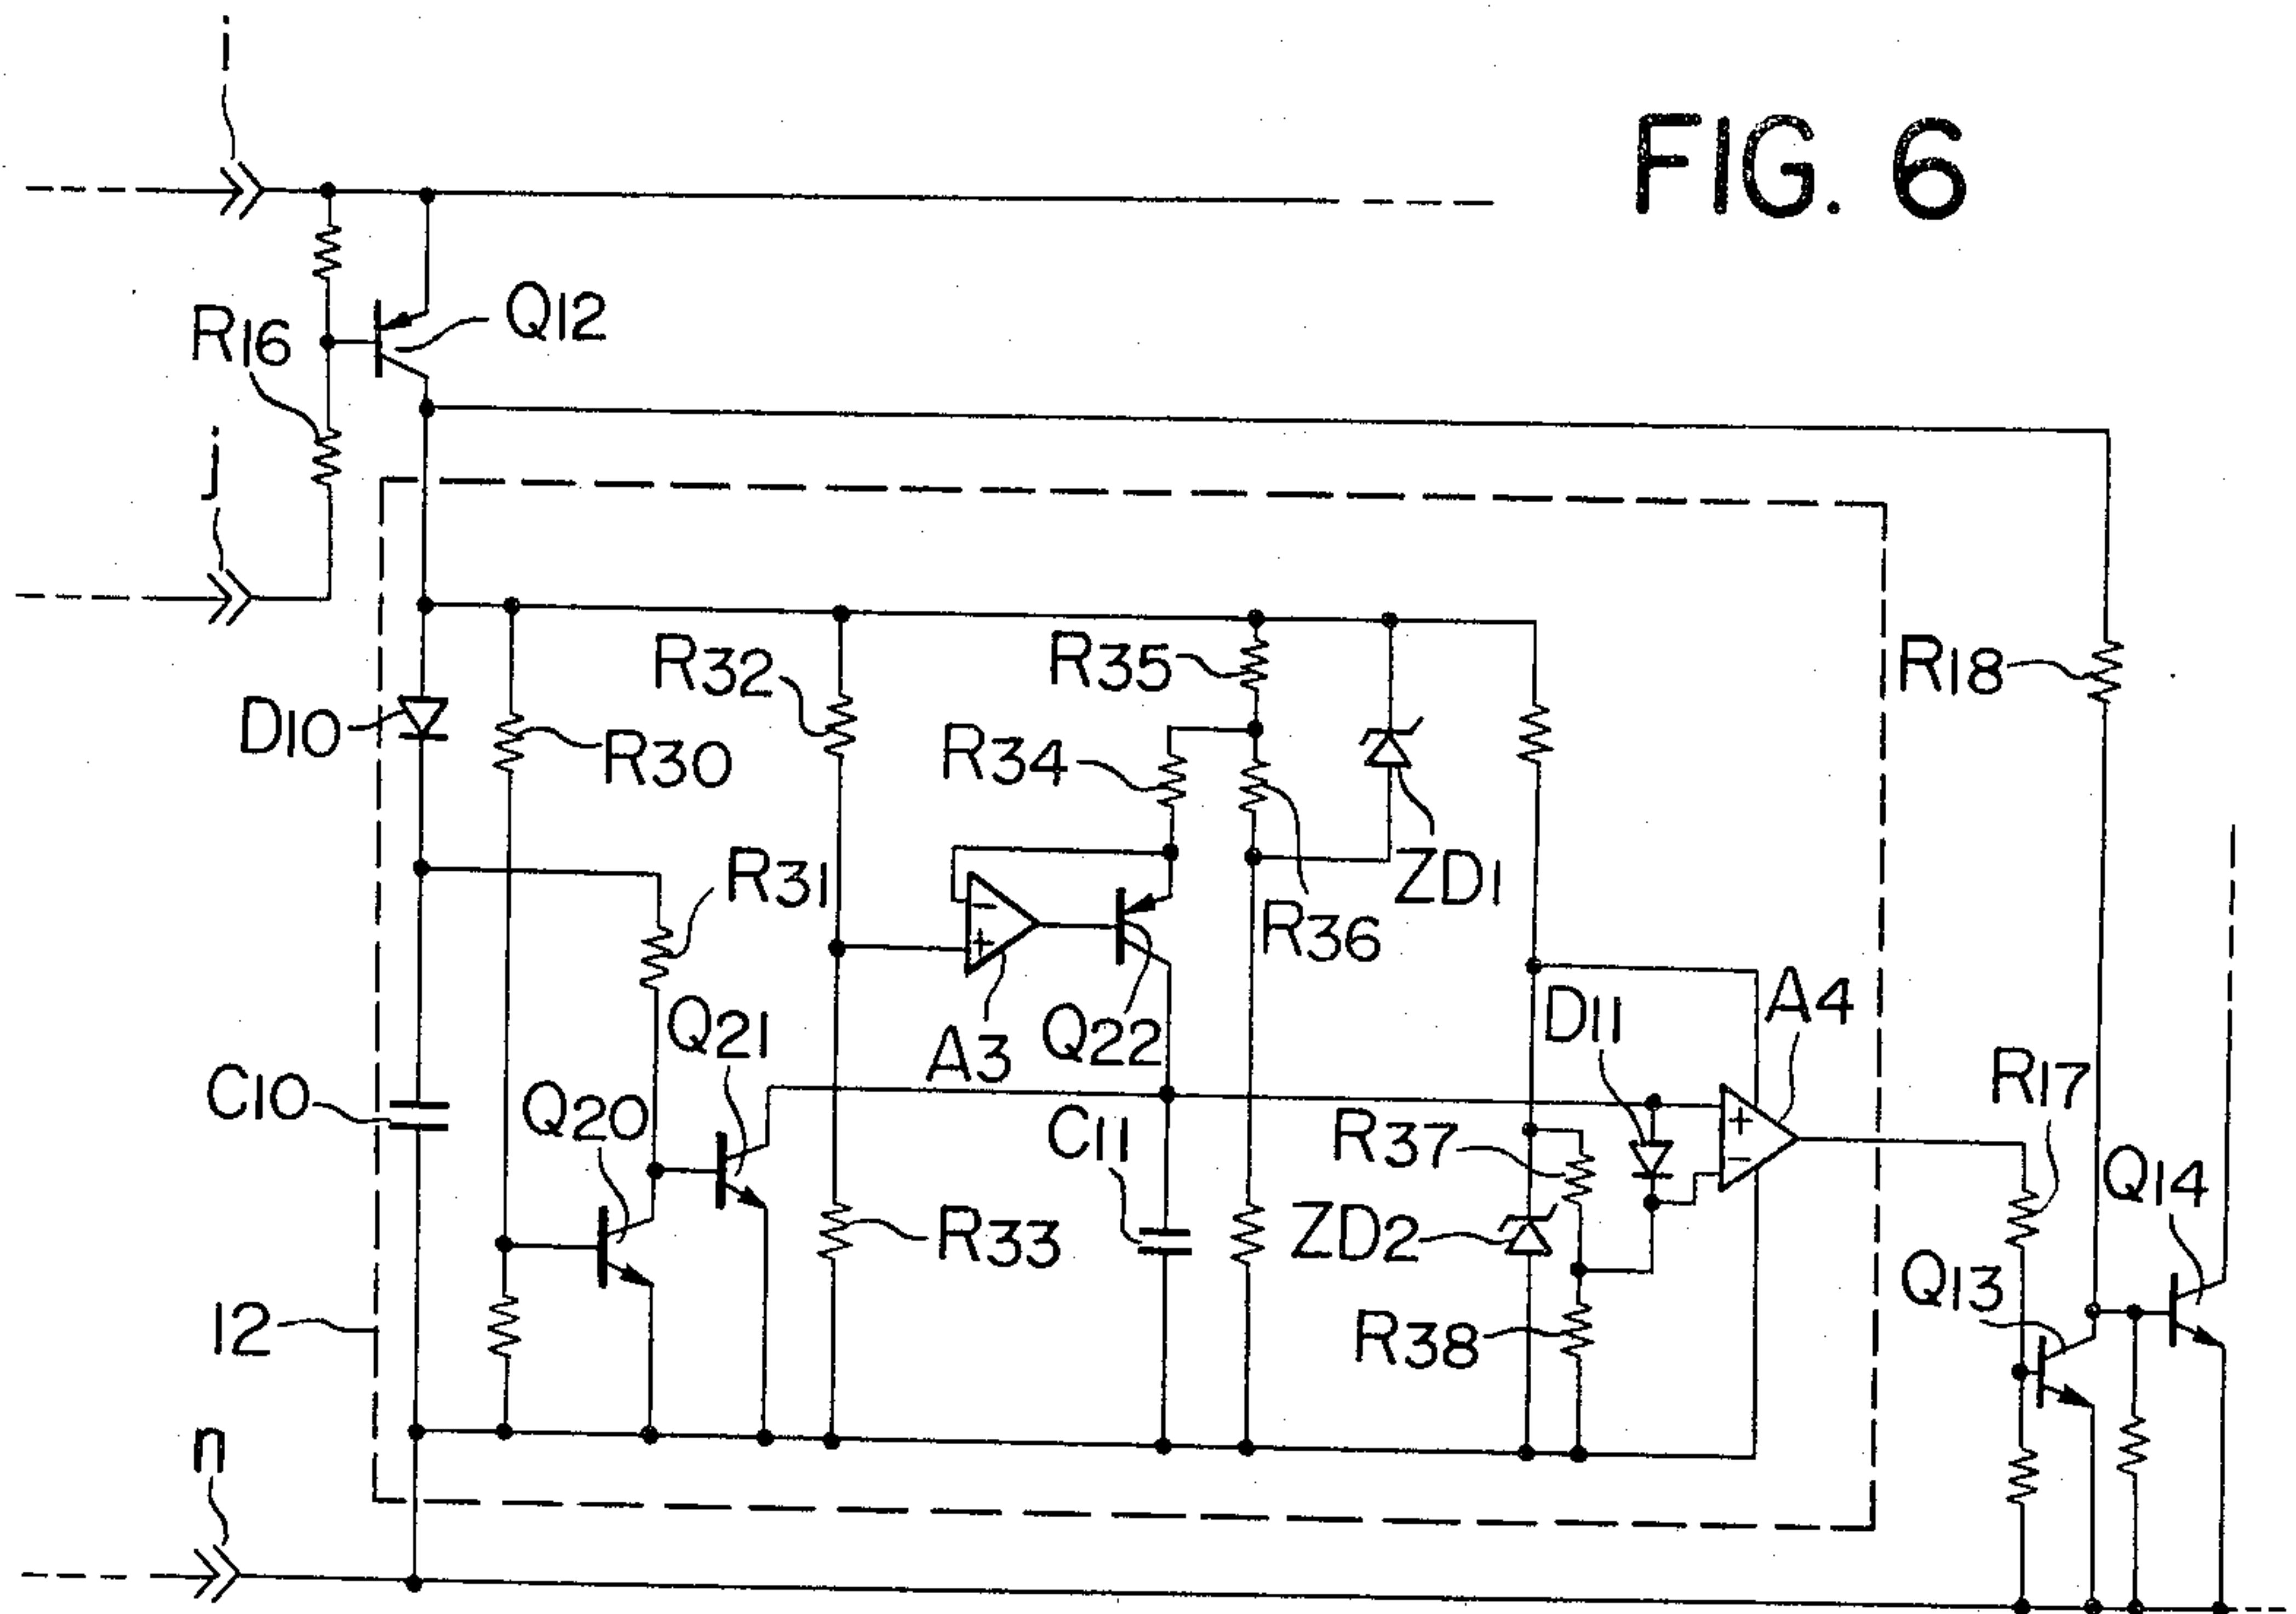 i
FIG. 6
Q12
R16
j
R32
R35
R18
D10
R30
R34
R31
ZD1
R36
Q21
A3
Q22
D11
A4
C10
Q20
C11
R37
R17
R33
ZD2
Q14
12
R38
Q13
n